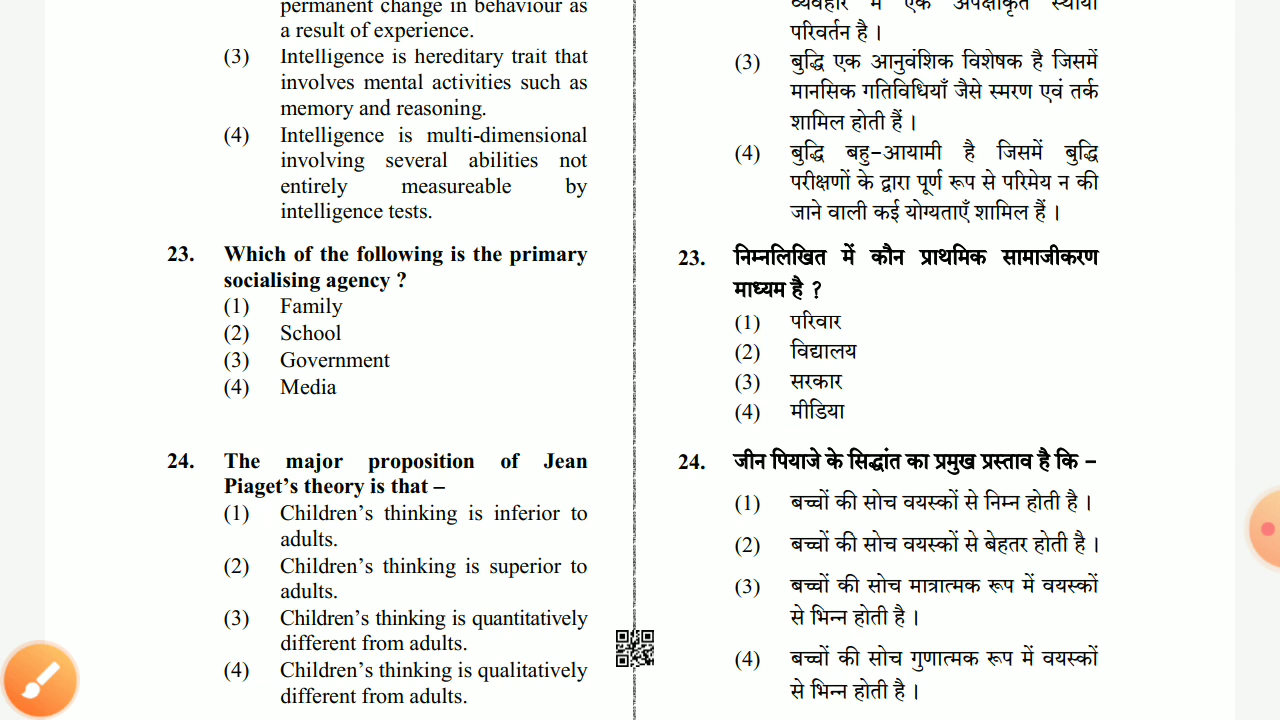 permanent change in behaviour as
a result of experience.
(3) Intelligence is hereditary trait that
involves mental activities such as
memory and reasoning.
(4) Intelligence is multi-dimensional
involving several abilities not
entirely measureable by
intelligence tests.
23. Which of the following is the primary
socialising agency ?
(1) Family
(2) School
(3) Government
(4) Media
24. The major proposition of Jean
Piaget’s theory is that –
(1) Children’s thinking is inferior to
adults.
(2) Children’s thinking is superior to
adults.
(3) Children’s thinking is quantitatively
different from adults.
(4) Children’s thinking is qualitatively
different from adults.
व्यवहार में एक अपेक्षाकृत स्थायी
परिवर्तन है ।
(3) बुद्धि एक आनुवंशिक विशेषक है जिसमें
मानसिक गतिविधियाँ जैसे स्मरण एवं तर्क
शामिल होती हैं ।
(4) बुद्धि बहु-आयामी है जिसमें बुद्धि
परीक्षणों के द्वारा पूर्ण रूप से परिमेय न की
जाने वाली कई योग्यताएँ शामिल हैं ।
23. निम्नलिखित में कौन प्राथमिक सामाजीकरण
माध्यम है ?
(1) परिवार
(2) विद्यालय
(3) सरकार
(4) मीडिया
24. जीन पियाजे के सिद्धांत का प्रमुख प्रस्ताव है कि –
(1) बच्चों की सोच वयस्कों से निम्न होती है ।
(2) बच्चों की सोच वयस्कों से बेहतर होती है ।
(3) बच्चों की सोच मात्रात्मक रूप में वयस्कों
से भिन्न होती है ।
(4) बच्चों की सोच गुणात्मक रूप में वयस्कों
से भिन्न होती है ।